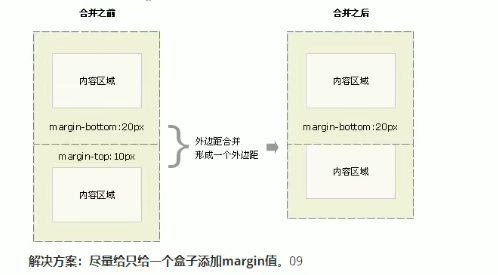 合并之前
合并之后
内容区域
内容区域
margin-bottom:20px
margin-bottom:20px
外边距合并
形成一个外边距
margin-top:10px
内容区域
内容区域
解决方案：尽量给只给一个盒子添加margin值。09